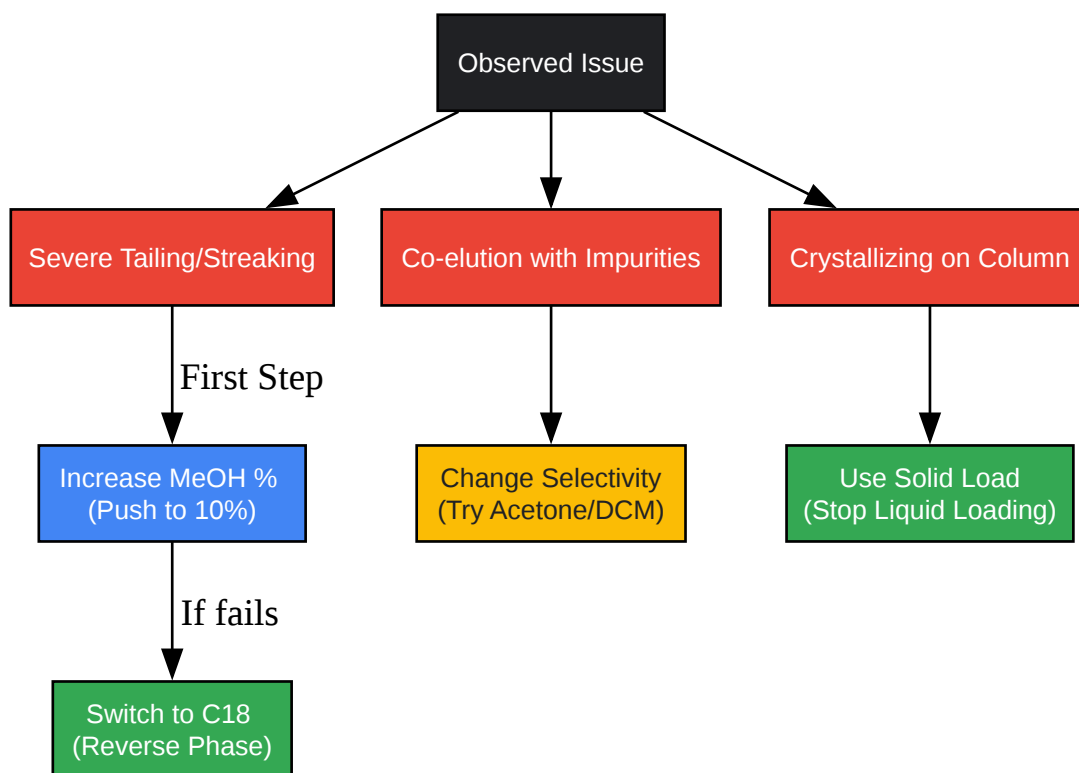 Observed Issue
Severe Tailing/Streaking
Co-elution with Impurities
Crystallizing on Column
First Step
Increase MeOH %
(Push to 10%)
Change Selectivity
(Try Acetone/DCM)
Use Solid Load
(Stop Liquid Loading)
If fails
Switch to C18
(Reverse Phase)